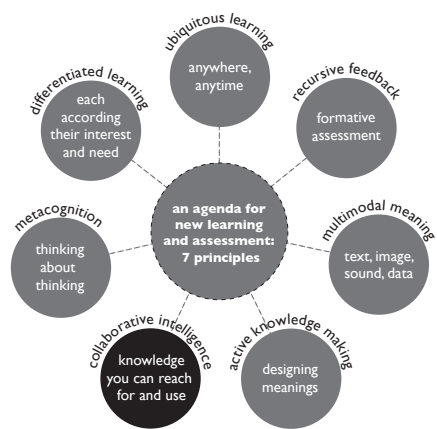 ubiquitous learning
anywhere,
anytime
recursive feedback
formative
assessment
multimodal meaning
text, image,
sound, data
active knowledge making
designing
meanings
collaborative intelligence
knowledge
you can reach
for and use
metacognition
thinking
about
thinking
differentiated learning
each
according
their interest
and need
an agenda for
new learning
and assessment:
7 principles